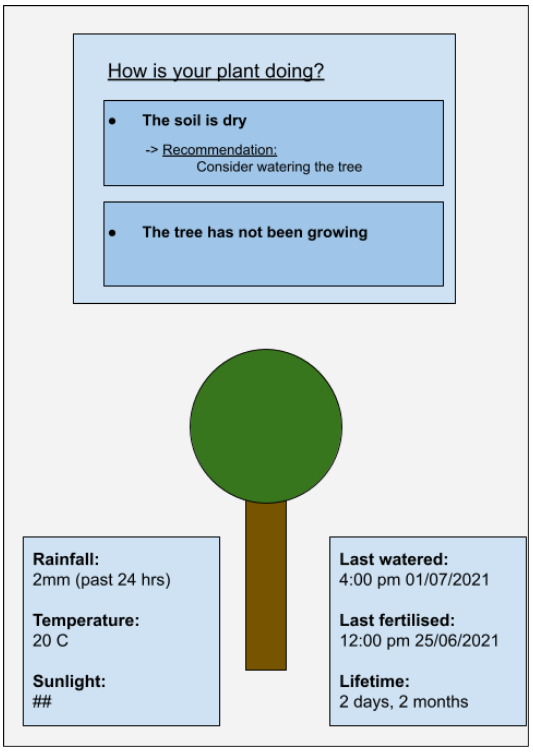 How is your plant doing?
● The soil is dry
-> Recommendation:
Consider watering the tree
● The tree has not been growing
Rainfall:
2mm (past 24 hrs)
Temperature:
20 C
Sunlight:
##
Last watered:
4:00 pm 01/07/2021
Last fertilised:
12:00 pm 25/06/2021
Lifetime:
2 days, 2 months